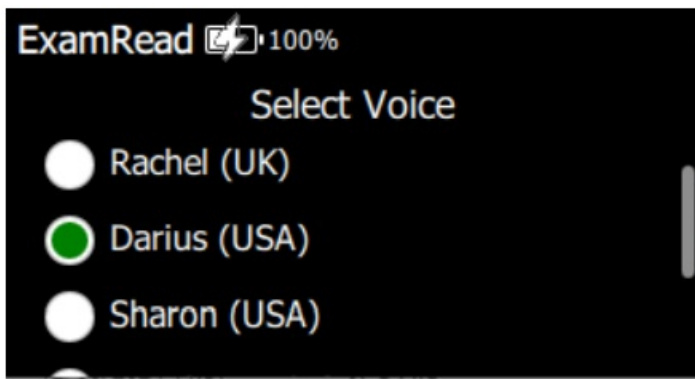 ExamRead 100%
Select Voice
Rachel (UK)
Darius (USA)
Sharon (USA)